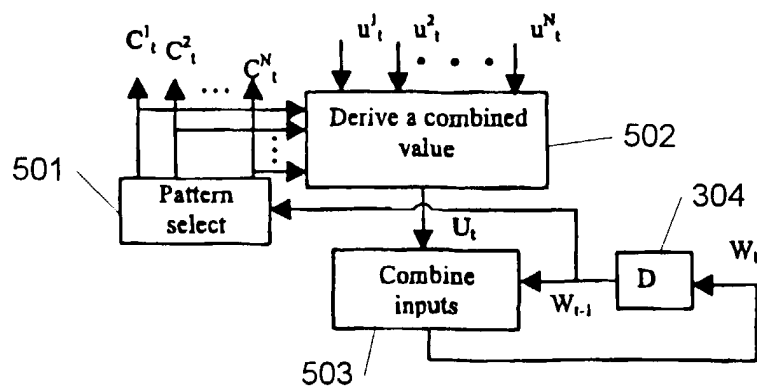 C¹ₜ C²ₜ ... Cᴺₜ
u¹ₜ u²ₜ • • • uᴺₜ
Derive a combined
value
502
501
Pattern
select
Uₜ
304
Wₜ
D
Combine
inputs
Wₜ₋₁
503